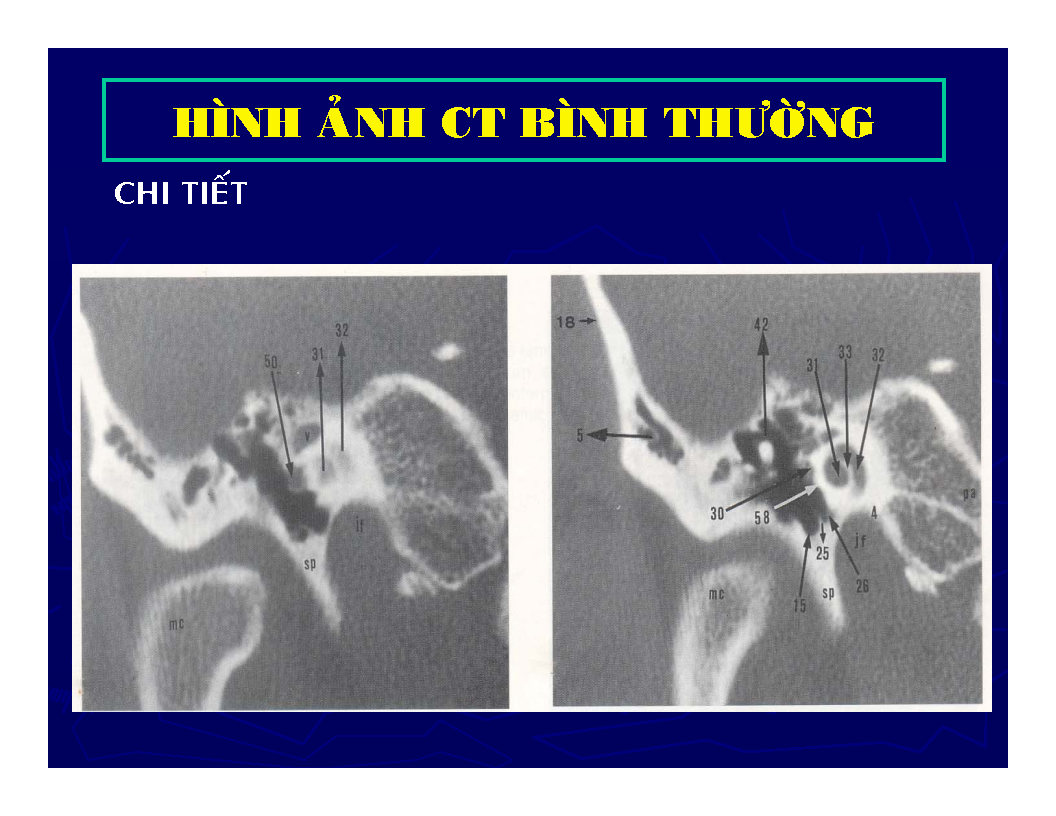 HÌNH ẢNH CT BÌNH THƯỜNG
CHI TIẾT
32
31
50
v
jf
sp
mc
18
42
31
33
32
5
pa
30
58
4
jf
25
26
mc
sp
15